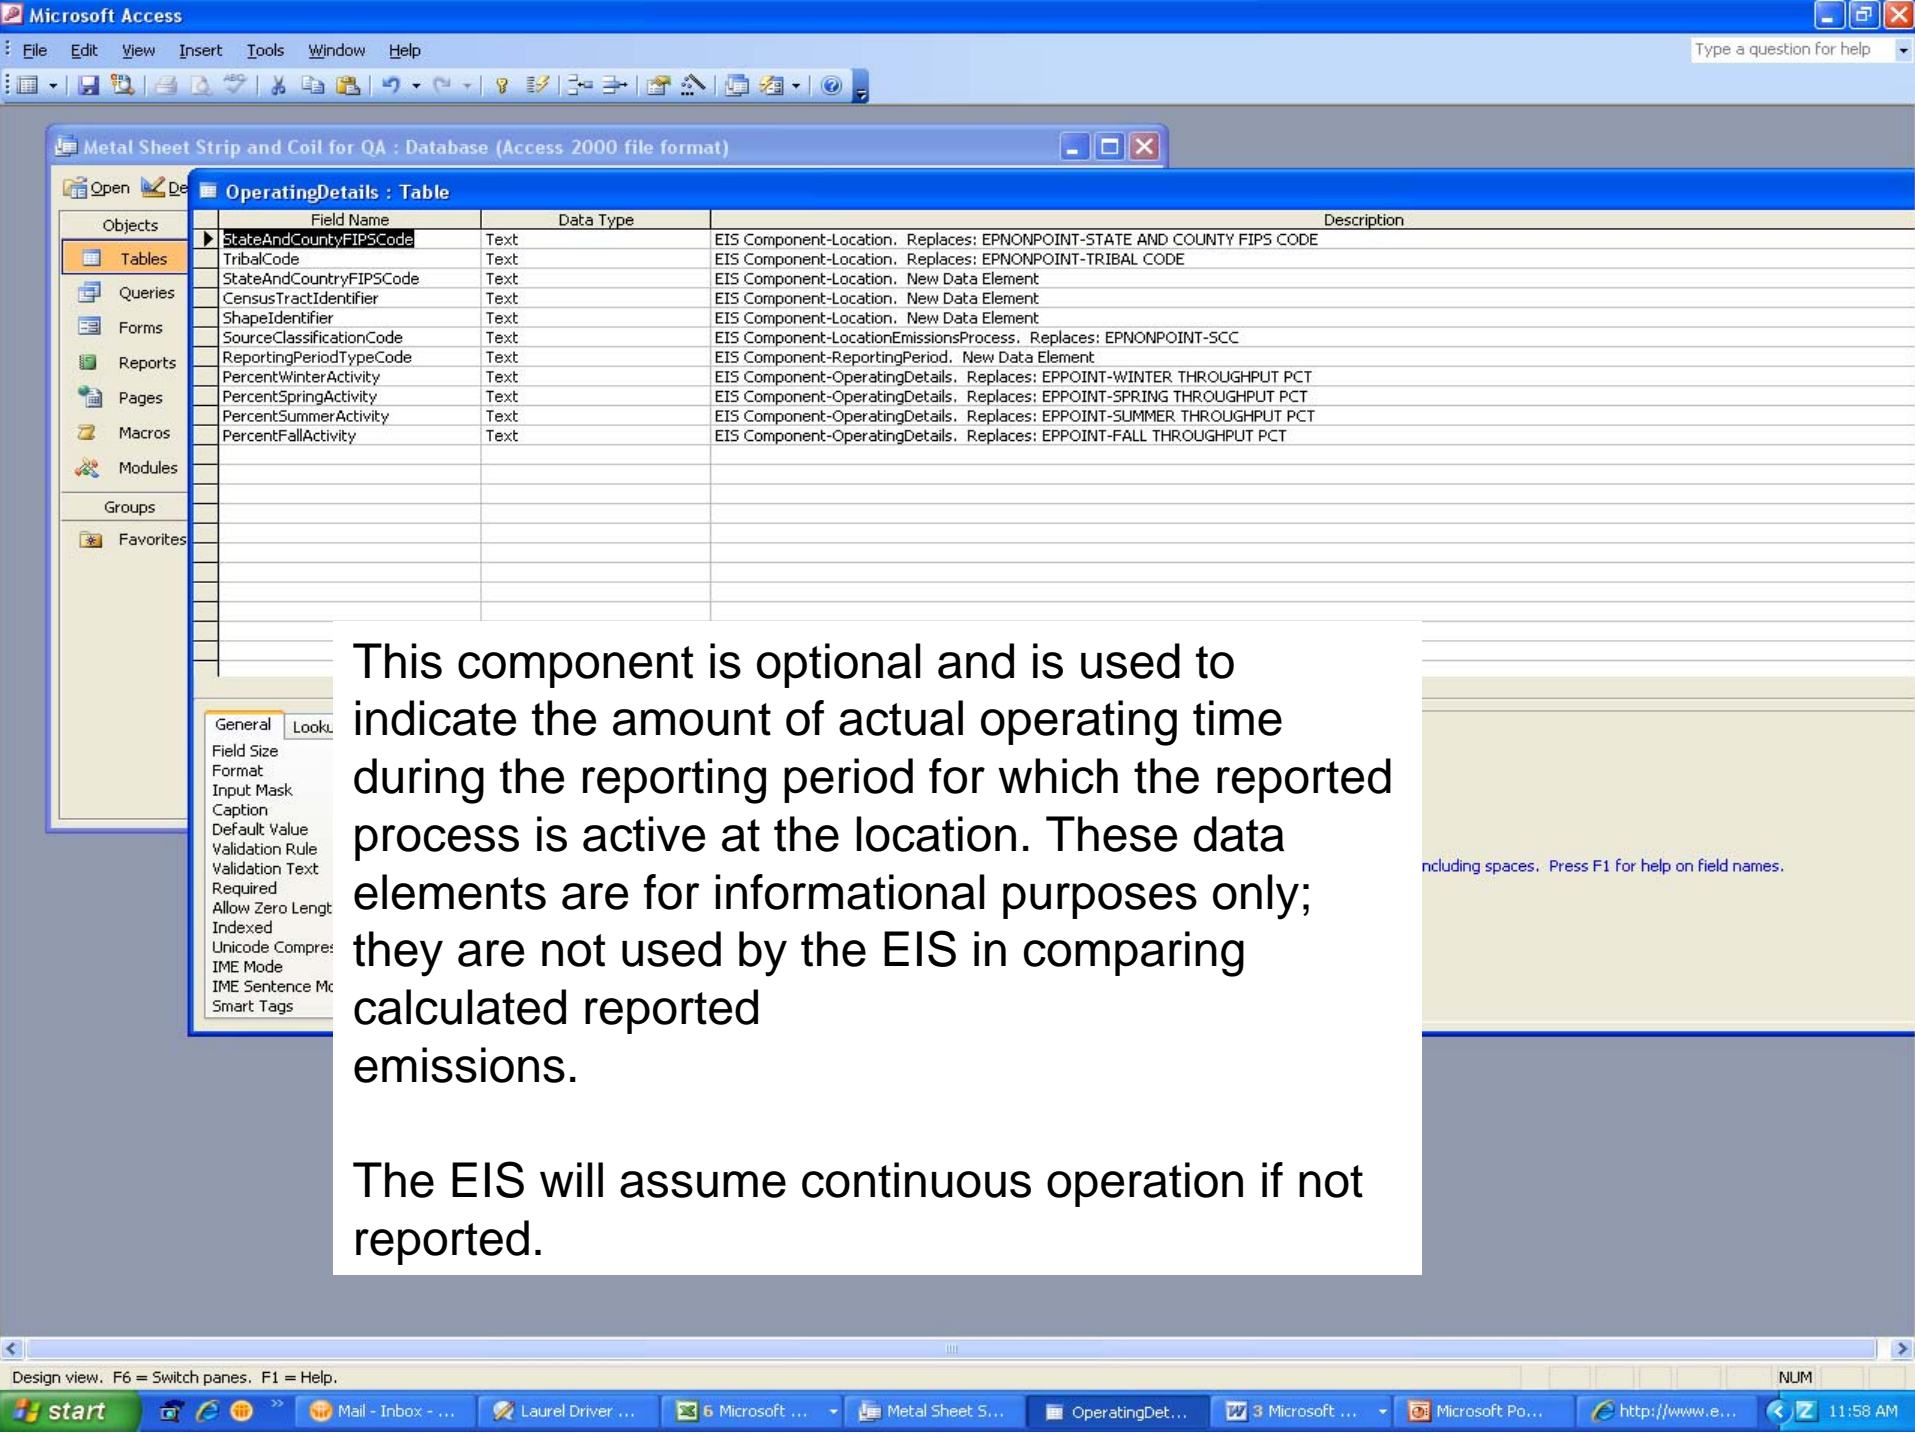 Microsoft Access
File Edit View Insert Tools Window Help
Type a question for help
Metal Sheet Strip and Coil for QA : Database (Access 2000 file format)
Open De
OperatingDetails : Table
Objects
Tables
Queries
Forms
Reports
Pages
Macros
Modules
Groups
Favorites
Field Name Data Type Description
StateAndCountyFIPSCode Text EIS Component-Location. Replaces: EPNONPOINT-STATE AND COUNTY FIPS CODE
TribalCode Text EIS Component-Location. Replaces: EPNONPOINT-TRIBAL CODE
StateAndCountryFIPSCode Text EIS Component-Location. New Data Element
CensusTractIdentifier Text EIS Component-Location. New Data Element
ShapeIdentifier Text EIS Component-Location. New Data Element
SourceClassificationCode Text EIS Component-LocationEmissionsProcess. Replaces: EPNONPOINT-SCC
ReportingPeriodTypeCode Text EIS Component-ReportingPeriod. New Data Element
PercentWinterActivity Text EIS Component-OperatingDetails. Replaces: EPPOINT-WINTER THROUGHPUT PCT
PercentSpringActivity Text EIS Component-OperatingDetails. Replaces: EPPOINT-SPRING THROUGHPUT PCT
PercentSummerActivity Text EIS Component-OperatingDetails. Replaces: EPPOINT-SUMMER THROUGHPUT PCT
PercentFallActivity Text EIS Component-OperatingDetails. Replaces: EPPOINT-FALL THROUGHPUT PCT
General Looku
Field Size
Format
Input Mask
Caption
Default Value
Validation Rule
Validation Text
Required
Allow Zero Lengt
Indexed
Unicode Compres
IME Mode
IME Sentence Mo
Smart Tags
ncluding spaces. Press F1 for help on field names.
This component is optional and is used to
indicate the amount of actual operating time
during the reporting period for which the reported
process is active at the location. These data
elements are for informational purposes only;
they are not used by the EIS in comparing
calculated reported
emissions.
The EIS will assume continuous operation if not
reported.
Design view. F6 = Switch panes. F1 = Help.
NUM
start Mail - Inbox - ... Laurel Driver ... 6 Microsoft ... Metal Sheet S... OperatingDet... 3 Microsoft ... Microsoft Po... http://www.e... 11:58 AM